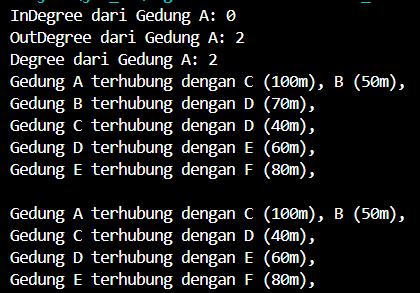 InDegree dari Gedung A: 0
OutDegree dari Gedung A: 2
Degree dari Gedung A: 2
Gedung A terhubung dengan C (100m), B (50m),
Gedung B terhubung dengan D (70m),
Gedung C terhubung dengan D (40m),
Gedung D terhubung dengan E (60m),
Gedung E terhubung dengan F (80m),
Gedung A terhubung dengan C (100m), B (50m),
Gedung C terhubung dengan D (40m),
Gedung D terhubung dengan E (60m),
Gedung E terhubung dengan F (80m),